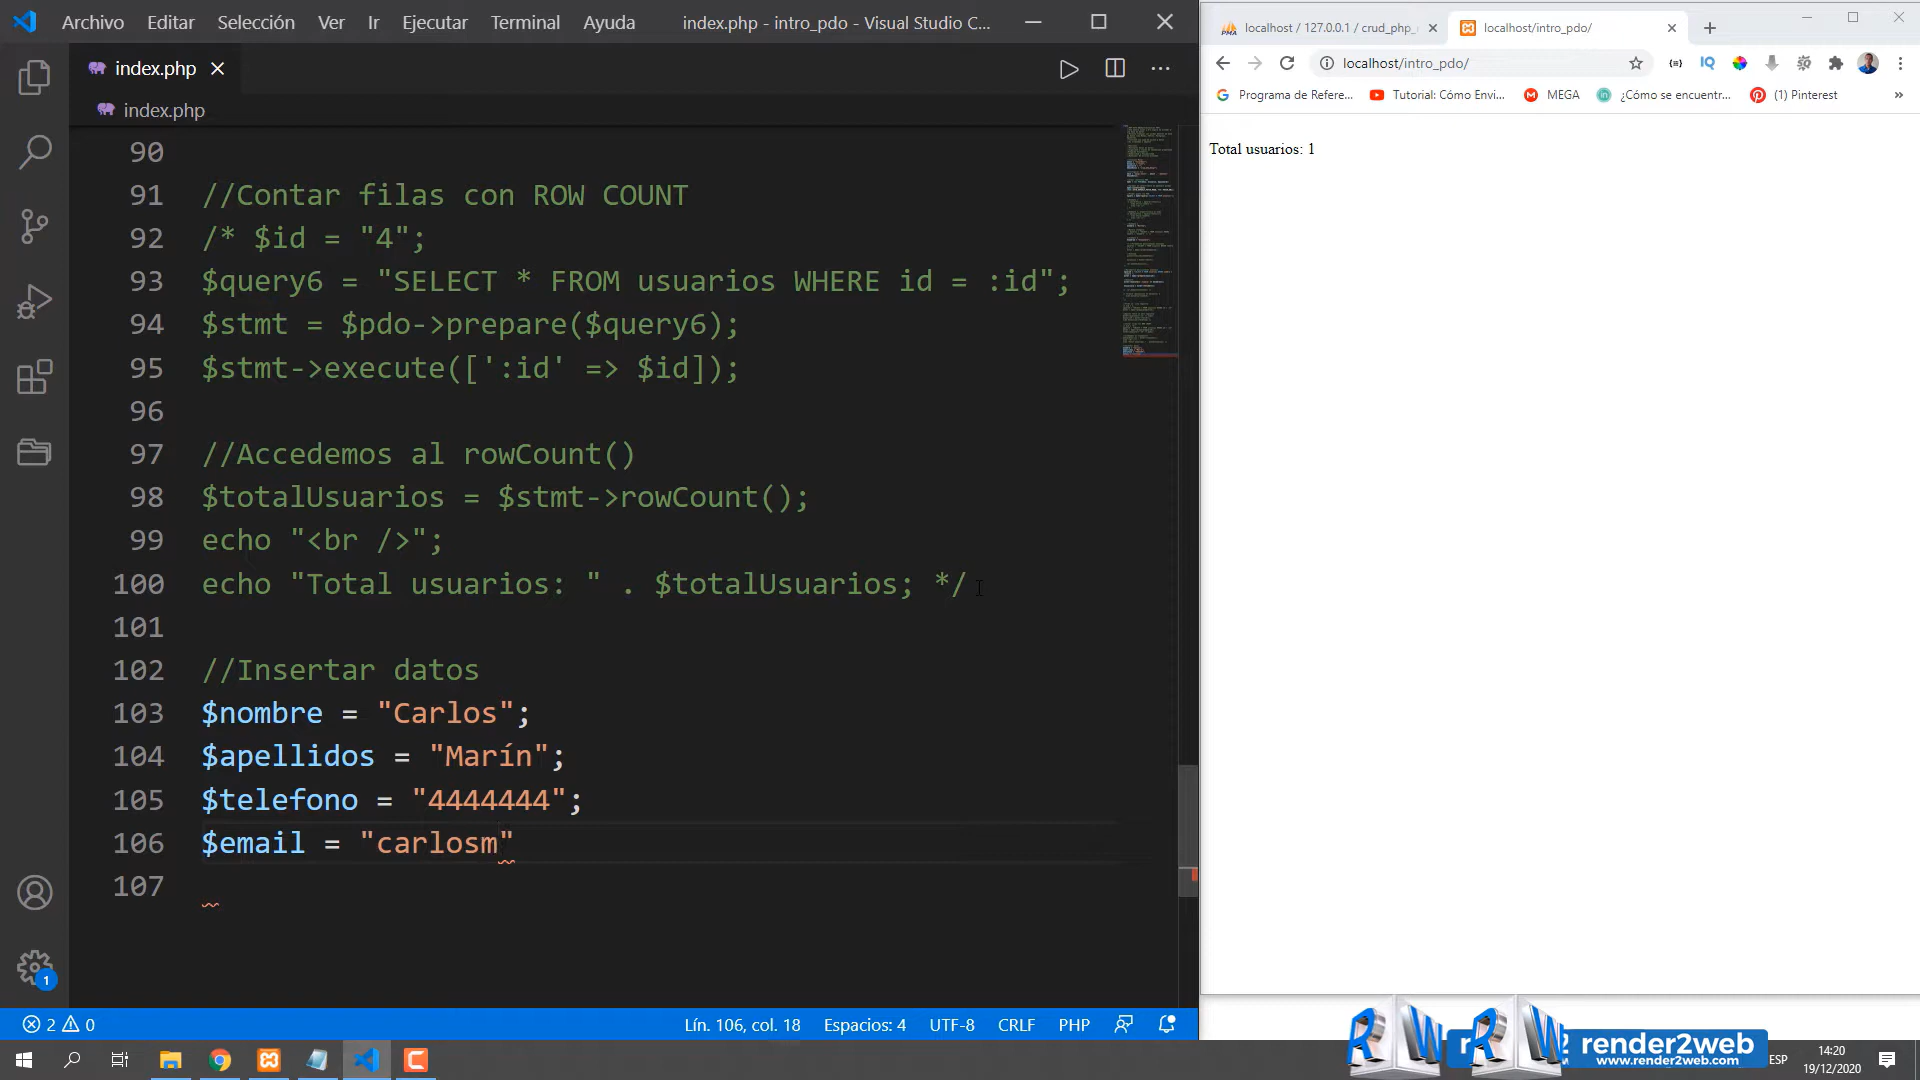 Archivo Editar Selección Ver Ir Ejecutar Terminal Ayuda index.php - intro_pdo - Visual Studio C...
index.php
index.php
90
91 //Contar filas con ROW COUNT
92 /* $id = "4";
93 $query6 = "SELECT * FROM usuarios WHERE id = :id";
94 $stmt = $pdo->prepare($query6);
95 $stmt->execute([':id' => $id]);
96
97 //Accedemos al rowCount()
98 $totalUsuarios = $stmt->rowCount();
99 echo "<br />";
100 echo "Total usuarios: " . $totalUsuarios; */
101
102 //Insertar datos
103 $nombre = "Carlos";
104 $apellidos = "Marín";
105 $telefono = "4444444";
106 $email = "carlosm"
107
1
2 0 Lín. 106, col. 18 Espacios: 4 UTF-8 CRLF PHP
localhost / 127.0.0.1 / crud_php_ localhost/intro_pdo/
localhost/intro_pdo/
Programa de Refere... Tutorial: Cómo Envi... MEGA ¿Cómo se encuentr... (1) Pinterest »
Total usuarios: 1
render2web
www.render2web.com
ESP
14:20
19/12/2020